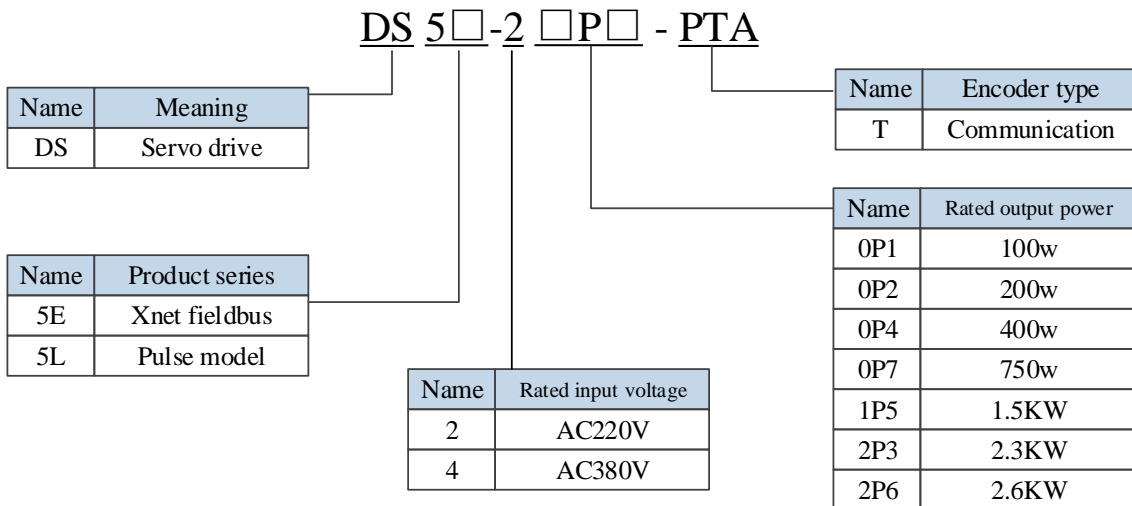 DS 5□-2 □P□ - PTA
Name Meaning
DS Servo drive
Name Product series
5E Xnet fieldbus
5L Pulse model
Name Rated input voltage
2 AC220V
4 AC380V
Name Encoder type
T Communication
Name Rated output power
0P1 100w
0P2 200w
0P4 400w
0P7 750w
1P5 1.5KW
2P3 2.3KW
2P6 2.6KW